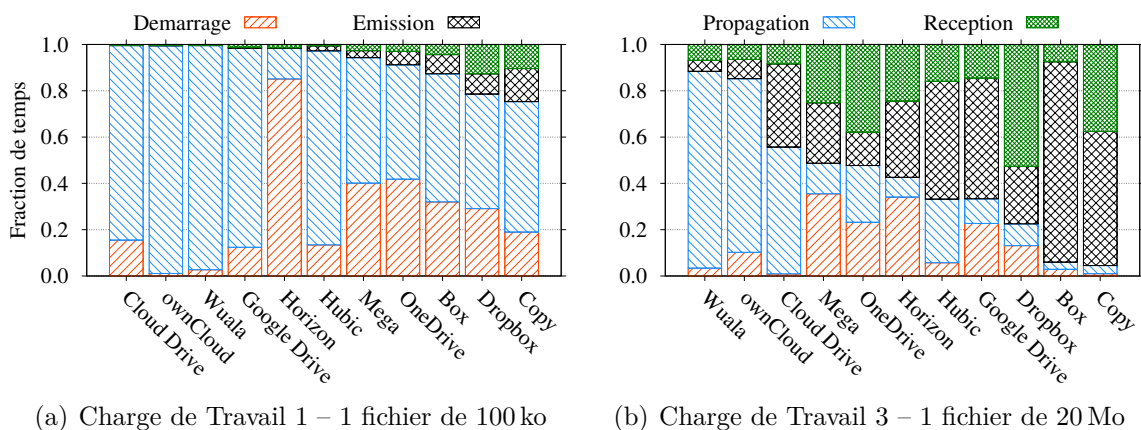 Demarrage Emission Propagation Reception
Fraction de temps
1.0
0.8
0.6
0.4
0.2
0.0
Cloud Drive
ownCloud
Wuala
Google Drive
Horizon
Hubic
Mega
OneDrive
Box
Dropbox
Copy
1.0
0.8
0.6
0.4
0.2
0.0
Wuala
ownCloud
Cloud Drive
Mega
OneDrive
Horizon
Hubic
Google Drive
Dropbox
Box
Copy
(a) Charge de Travail 1 – 1 fichier de 100 ko
(b) Charge de Travail 3 – 1 fichier de 20 Mo